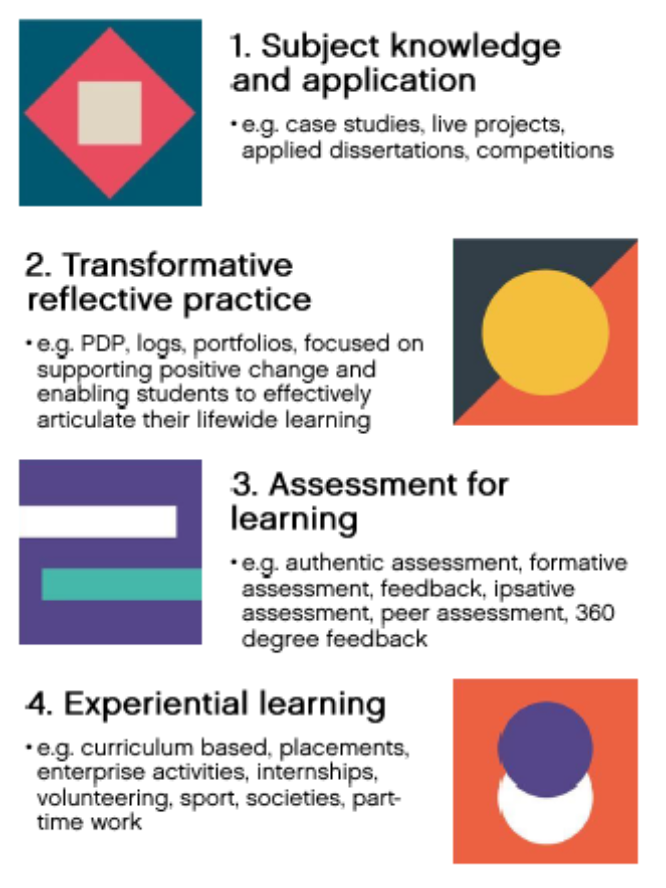 1. Subject knowledge
and application
• e.g. case studies, live projects,
applied dissertations, competitions
2. Transformative
reflective practice
• e.g. PDP, logs, portfolios, focused on
supporting positive change and
enabling students to effectively
articulate their lifewide learning
3. Assessment for
learning
• e.g. authentic assessment, formative
assessment, feedback, ipsative
assessment, peer assessment, 360
degree feedback
4. Experiential learning
• e.g. curriculum based, placements,
enterprise activities, internships,
volunteering, sport, societies, part-
time work